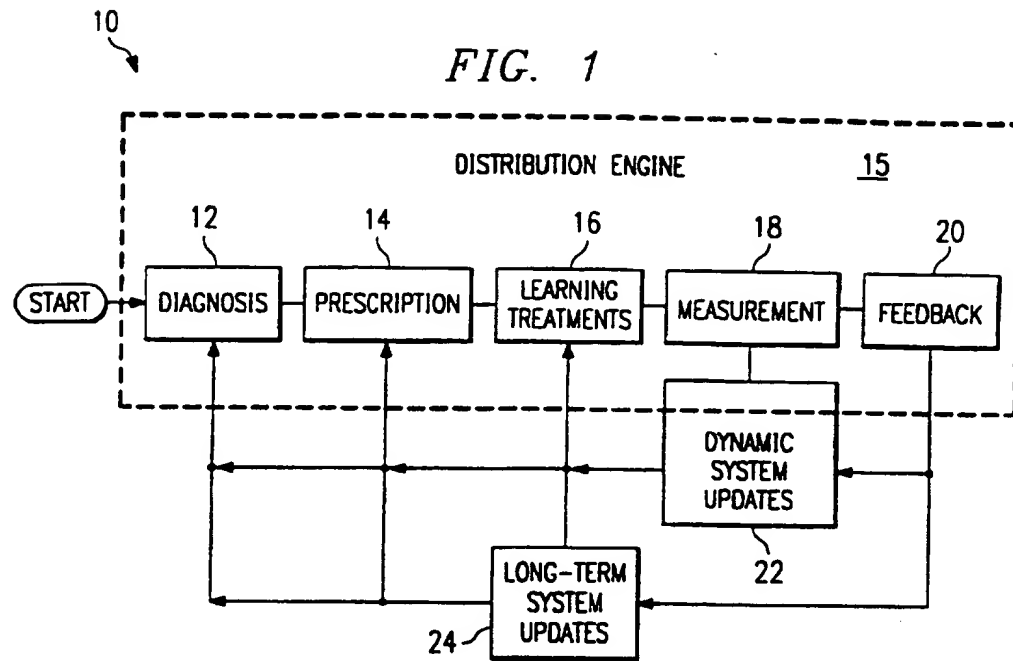 10
FIG. 1
DISTRIBUTION ENGINE
15
12
14
16
18
20
START
DIAGNOSIS
PRESCRIPTION
LEARNING
TREATMENTS
MEASUREMENT
FEEDBACK
DYNAMIC
SYSTEM
UPDATES
22
LONG-TERM
SYSTEM
UPDATES
24